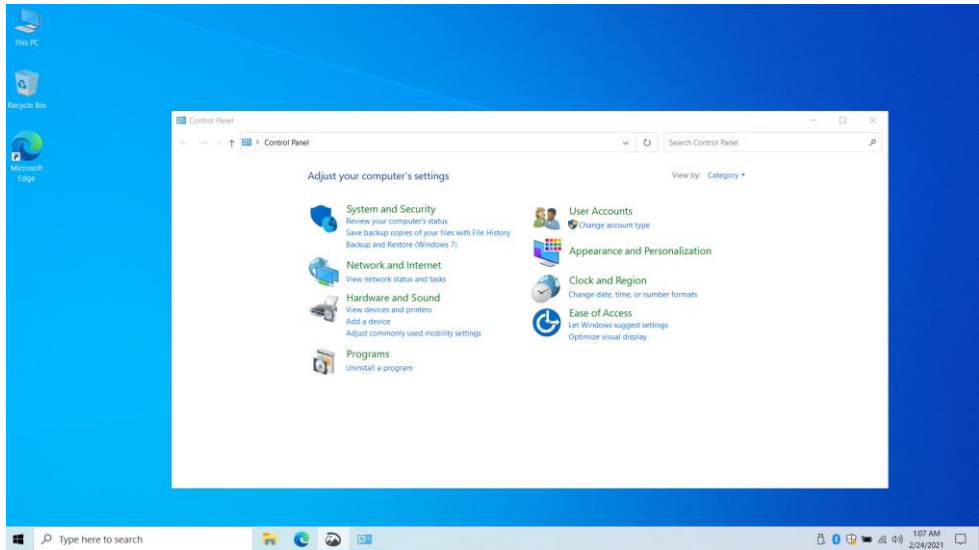 This PC
Recycle Bin
Microsoft
Edge
Control Panel
Control Panel
Search Control Panel
Adjust your computer's settings
View by: Category
System and Security
Review your computer's status
Save backup copies of your files with File History
Backup and Restore (Windows 7)
Network and Internet
View network status and tasks
Hardware and Sound
View devices and printers
Add a device
Adjust commonly used mobility settings
Programs
Uninstall a program
User Accounts
Change account type
Appearance and Personalization
Clock and Region
Change date, time, or number formats
Ease of Access
Let Windows suggest settings
Optimize visual display
Type here to search
1:07 AM
2/24/2021